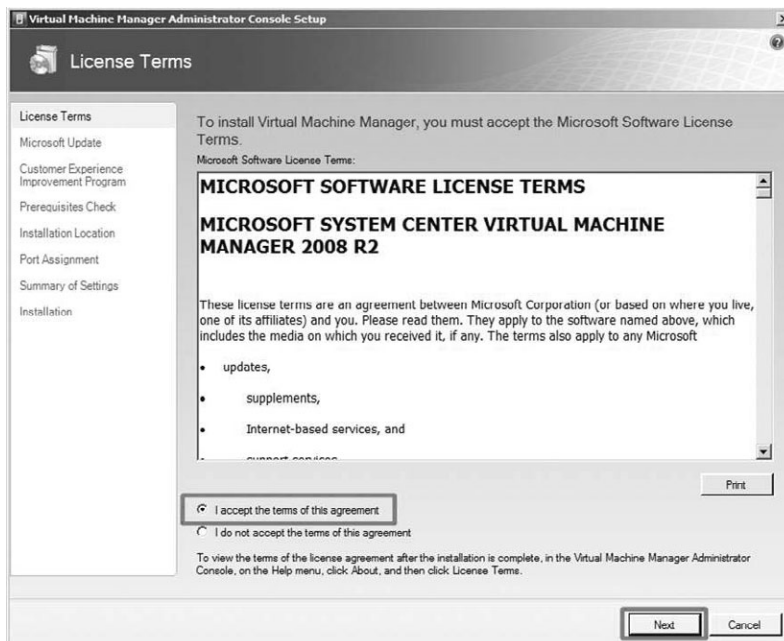 Virtual Machine Manager Administrator Console Setup
License Terms
License Terms
Microsoft Update
Customer Experience
Improvement Program
Prerequisites Check
Installation Location
Port Assignment
Summary of Settings
Installation
To install Virtual Machine Manager, you must accept the Microsoft Software License
Terms.
Microsoft Software License Terms:
MICROSOFT SOFTWARE LICENSE TERMS
MICROSOFT SYSTEM CENTER VIRTUAL MACHINE
MANAGER 2008 R2
These license terms are an agreement between Microsoft Corporation (or based on where you live,
one of its affiliates) and you. Please read them. They apply to the software named above, which
includes the media on which you received it, if any. The terms also apply to any Microsoft
• updates,
• supplements,
• Internet-based services, and
• support services
Print
I accept the terms of this agreement
I do not accept the terms of this agreement
To view the terms of the license agreement after the installation is complete, in the Virtual Machine Manager Administrator
Console, on the Help menu, click About, and then click License Terms.
Next
Cancel